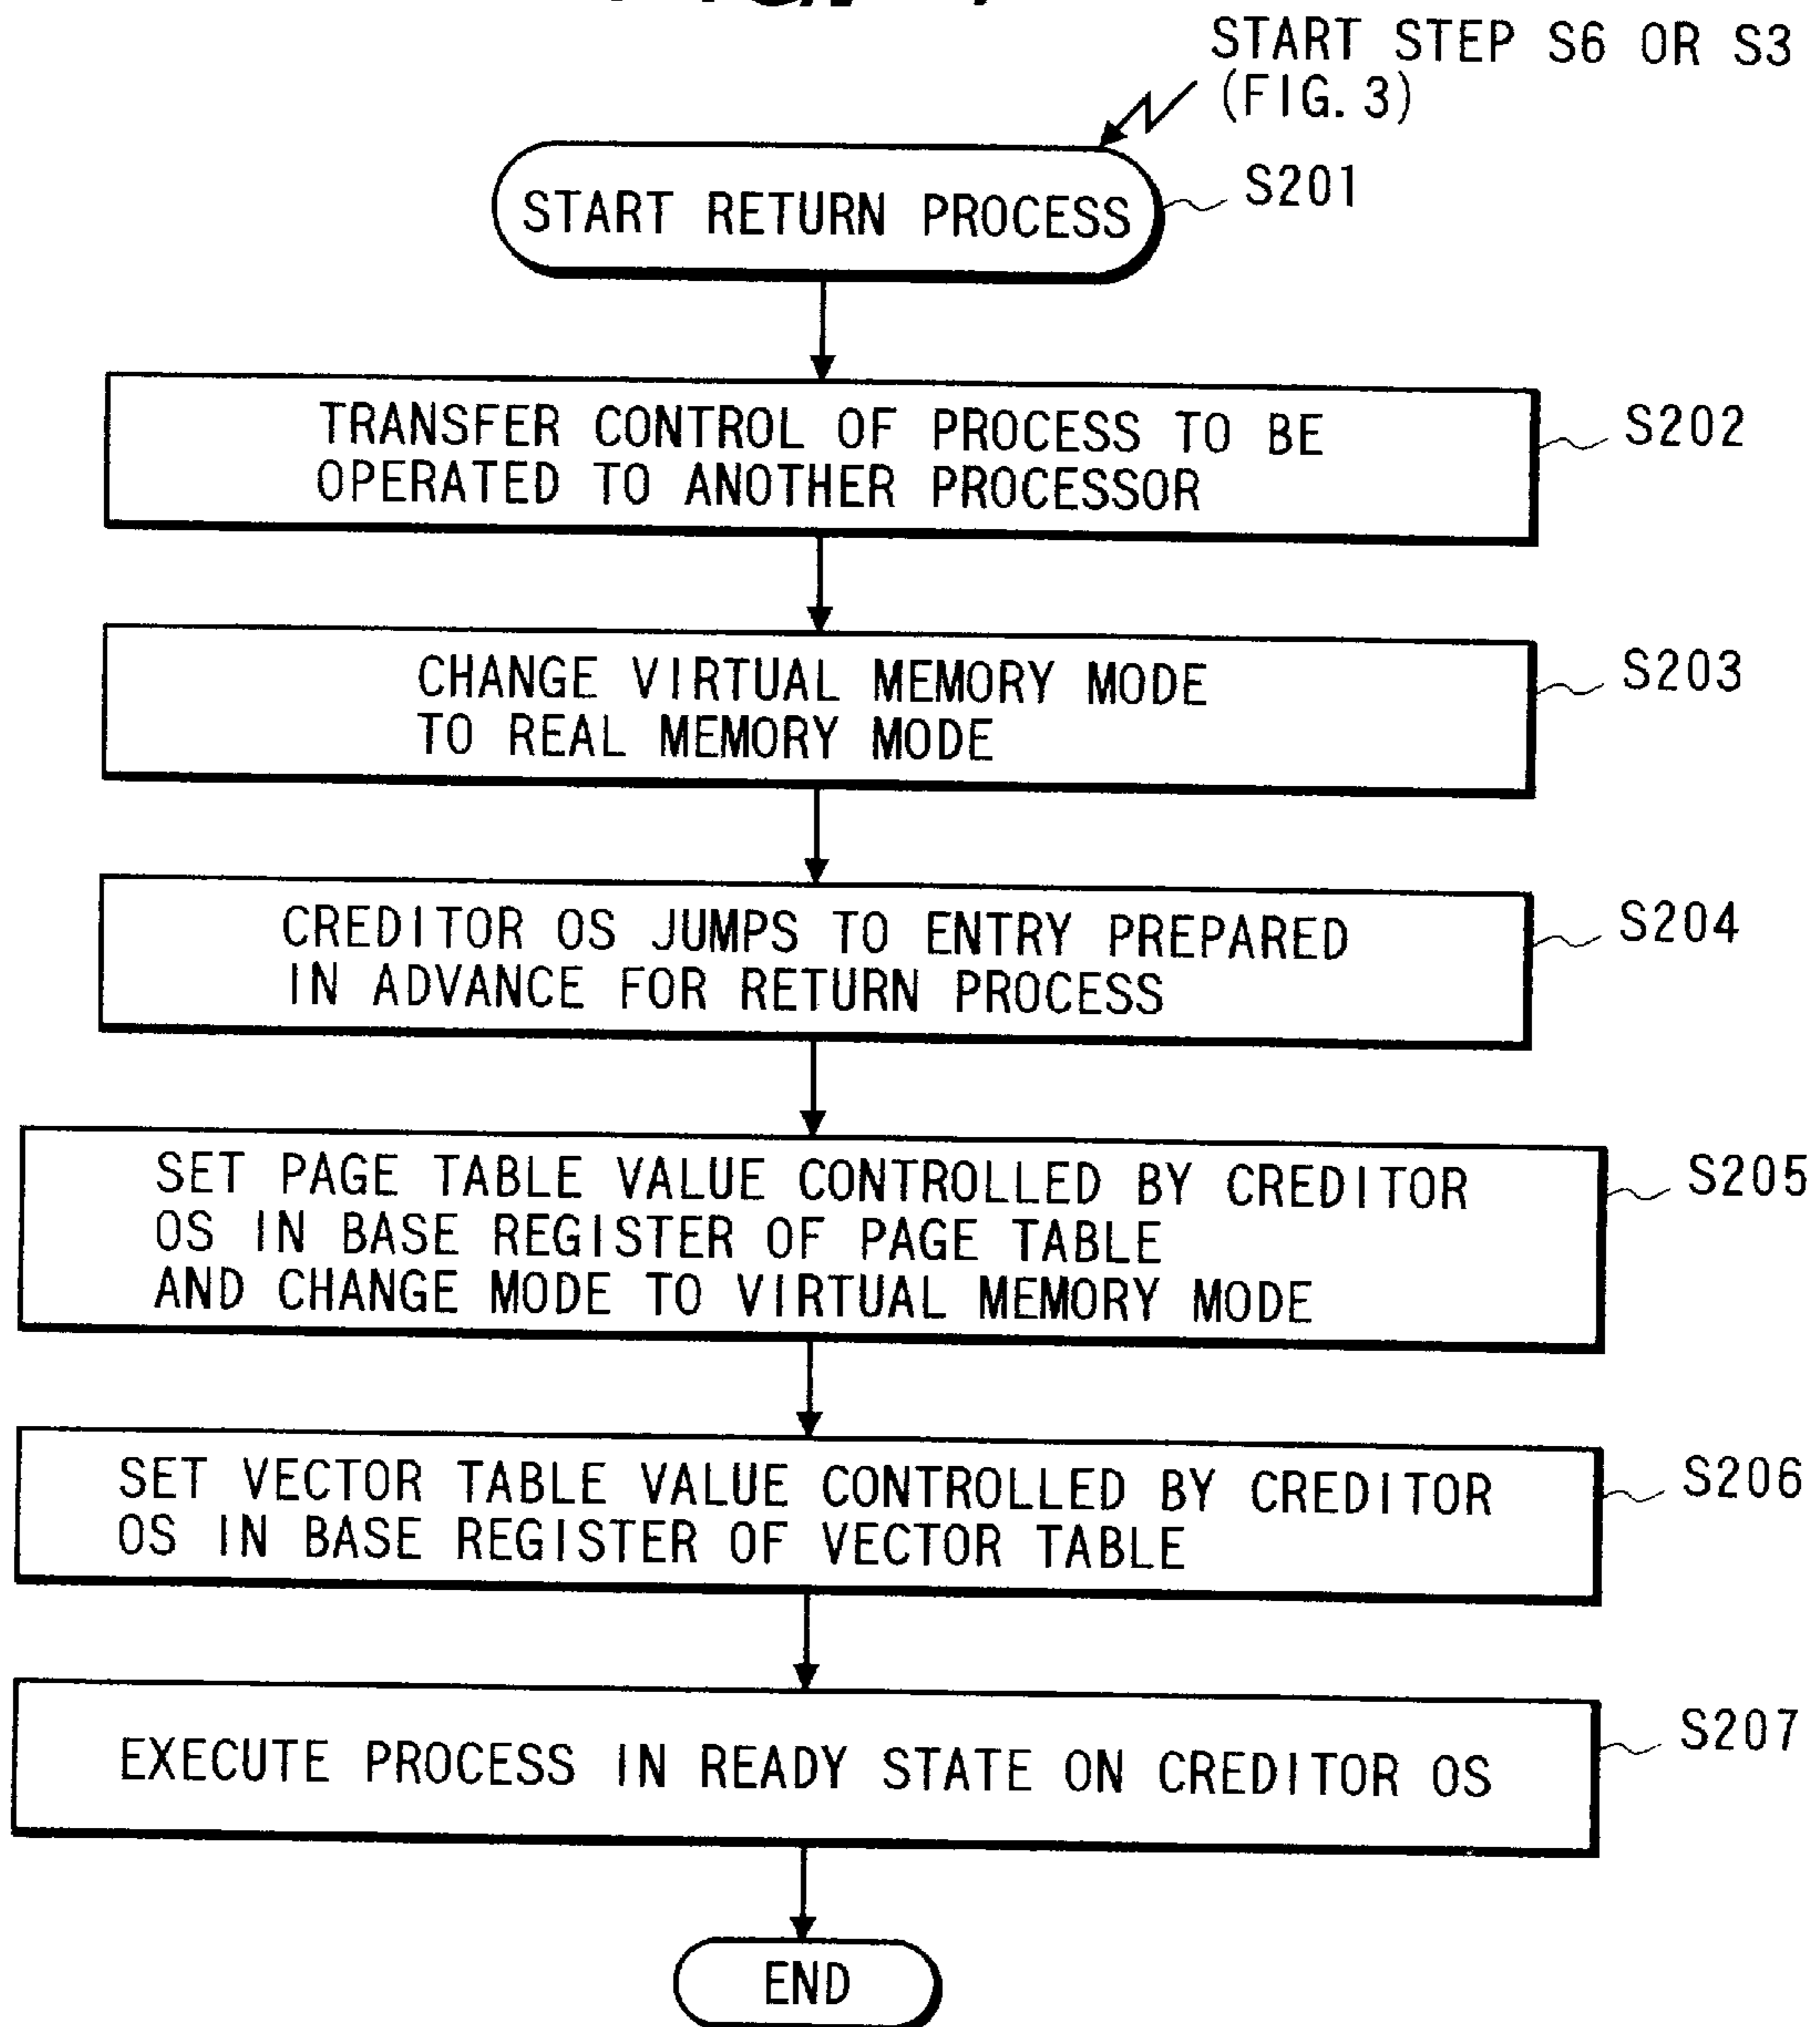 START STEP S6 OR S3
(FIG. 3)
START RETURN PROCESS
S201
TRANSFER CONTROL OF PROCESS TO BE
OPERATED TO ANOTHER PROCESSOR
S202
CHANGE VIRTUAL MEMORY MODE
TO REAL MEMORY MODE
S203
CREDITOR OS JUMPS TO ENTRY PREPARED
IN ADVANCE FOR RETURN PROCESS
S204
SET PAGE TABLE VALUE CONTROLLED BY CREDITOR
OS IN BASE REGISTER OF PAGE TABLE
AND CHANGE MODE TO VIRTUAL MEMORY MODE
S205
SET VECTOR TABLE VALUE CONTROLLED BY CREDITOR
OS IN BASE REGISTER OF VECTOR TABLE
S206
EXECUTE PROCESS IN READY STATE ON CREDITOR OS
S207
END